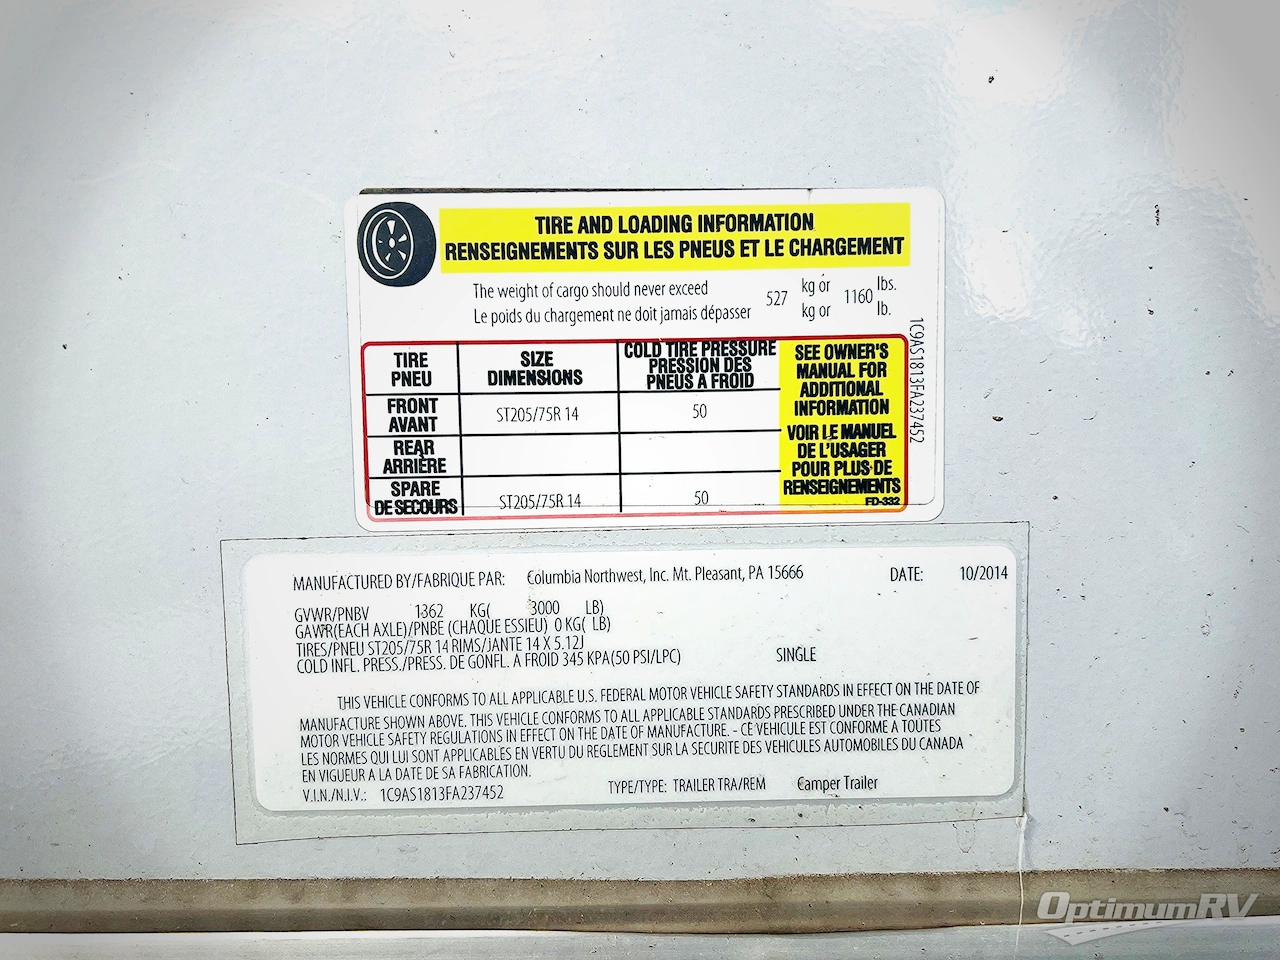 TIRE AND LOADING INFORMATION
RENSEIGNEMENTS SUR LES PNEUS ET LE CHARGEMENT
The weight of cargo should never exceed 527 kg or 1160 lbs.
Le poids du chargement ne doit jamais dépasser kg or lb.
TIRE PNEU
SIZE DIMENSIONS
COLD TIRE PRESSURE
PRESSION DES
PNEUS A FROID
FRONT AVANT
ST205/75R 14
50
REAR ARRIÈRE
SPARE DE SECOURS
ST205/75R 14
50
SEE OWNER'S
MANUAL FOR
ADDITIONAL
INFORMATION
VOIR LE MANUEL
DE L'USAGER
POUR PLUS DE
RENSEIGNEMENTS
FD-332
1C9AS1813FA237452
MANUFACTURED BY/FABRIQUE PAR: Columbia Northwest, Inc. Mt. Pleasant, PA 15666 DATE: 10/2014
GVWR/PNBV 1362 KG( 3000 LB)
GAWR(EACH AXLE)/PNBE (CHAQUE ESSIEU) 0 KG( LB)
TIRES/PNEU ST205/75R 14 RIMS/JANTE 14 X 5.12J
COLD INFL. PRESS./PRESS. DE GONFL. A FROID 345 KPA(50 PSI/LPC) SINGLE
THIS VEHICLE CONFORMS TO ALL APPLICABLE U.S. FEDERAL MOTOR VEHICLE SAFETY STANDARDS IN EFFECT ON THE DATE OF
MANUFACTURE SHOWN ABOVE. THIS VEHICLE CONFORMS TO ALL APPLICABLE STANDARDS PRESCRIBED UNDER THE CANADIAN
MOTOR VEHICLE SAFETY REGULATIONS IN EFFECT ON THE DATE OF MANUFACTURE. - CE VEHICULE EST CONFORME A TOUTES
LES NORMES QUI LUI SONT APPLICABLES EN VERTU DU REGLEMENT SUR LA SECURITE DES VEHICULES AUTOMOBILES DU CANADA
EN VIGUEUR A LA DATE DE SA FABRICATION.
V.I.N./N.I.V.: 1C9AS1813FA237452 TYPE/TYPE: TRAILER TRA/REM Camper Trailer
OptimumRV